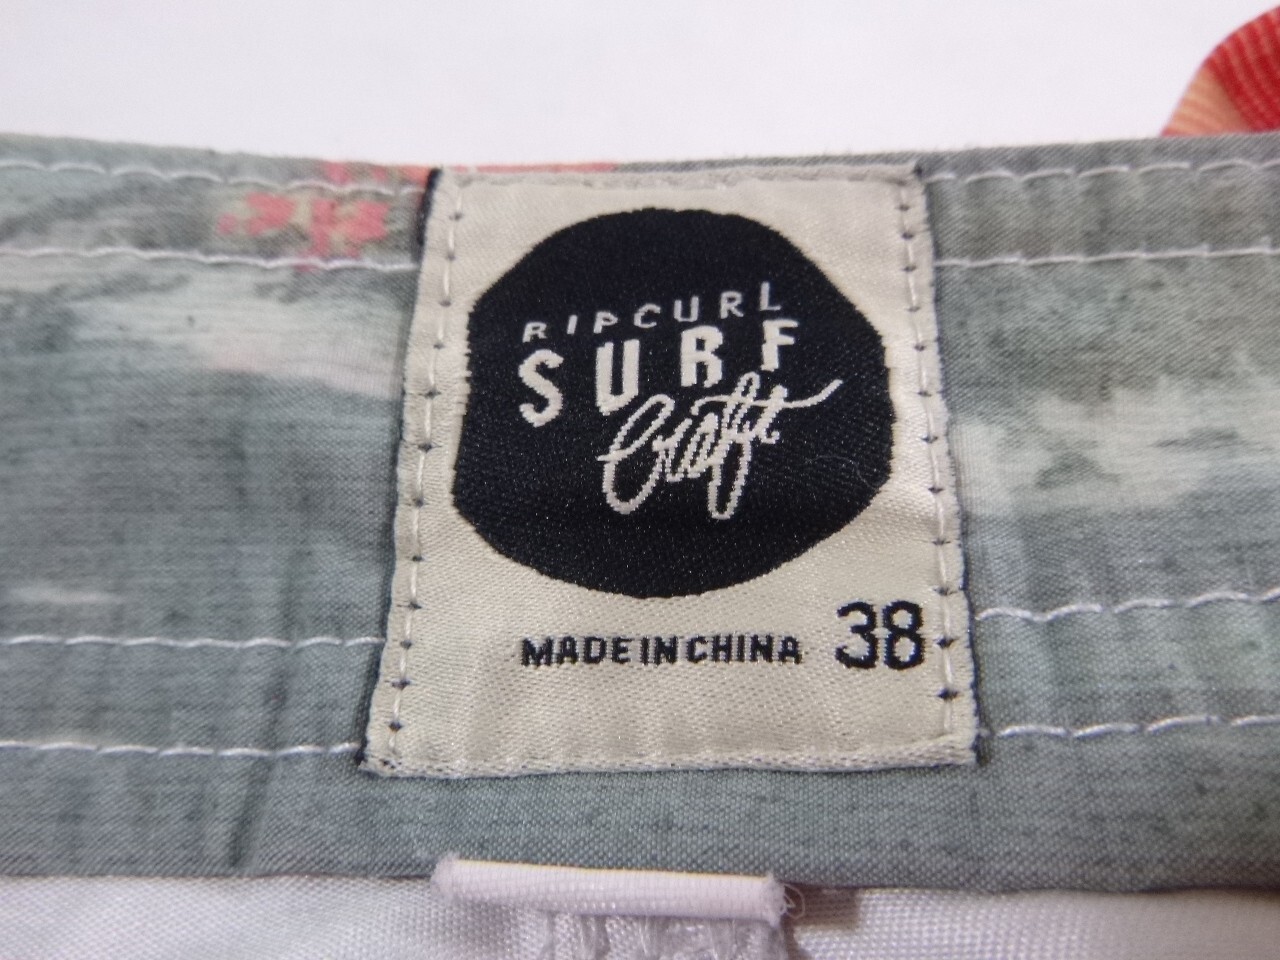 RIPCURL
SURF
Craft
MADE IN CHINA 38